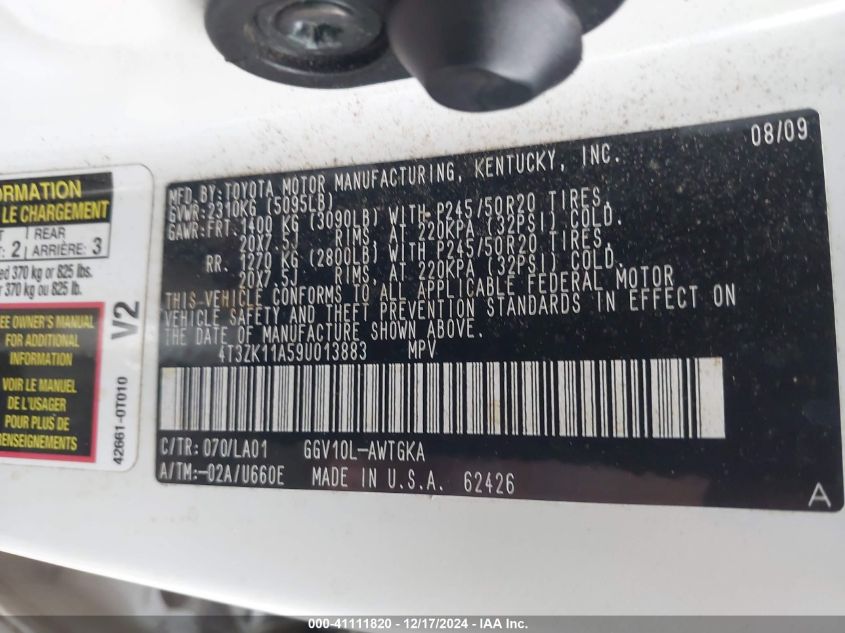 08/09
MFD.BY:TOYOTA MOTOR MANUFACTURING, KENTUCKY, INC.
GVWR:2310KG (5095LB)
GAWR:FRT.1400 KG (3090LB) WITH P245/50R20 TIRES,
20X7.5J RIMS, AT 220KPA (32PSI) COLD.
RR. 1270 KG (2800LB) WITH P245/50R20 TIRES,
20X7.5J RIMS, AT 220KPA (32PSI) COLD.
THIS VEHICLE CONFORMS TO ALL APPLICABLE FEDERAL MOTOR
VEHICLE SAFETY AND THEFT PREVENTION STANDARDS IN EFFECT ON
THE DATE OF MANUFACTURE SHOWN ABOVE.
4T3ZK11A59U013883 MPV
C/TR: 070/LA01 GGV10L-AWTGKA
A/TM:-02A/U660E MADE IN U.S.A. 62426
A
LE CHARGEMENT
2 REAR
ARRIÈRE: 3
370 kg or 825 lbs.
370 kg ou 825 lb.
OWNER'S MANUAL
FOR ADDITIONAL
INFORMATION
VOIR LE MANUEL
DE L'USAGER
POUR PLUS DE
V2
42661-0T010
000-41111820 - 12/17/2024 - IAA Inc.